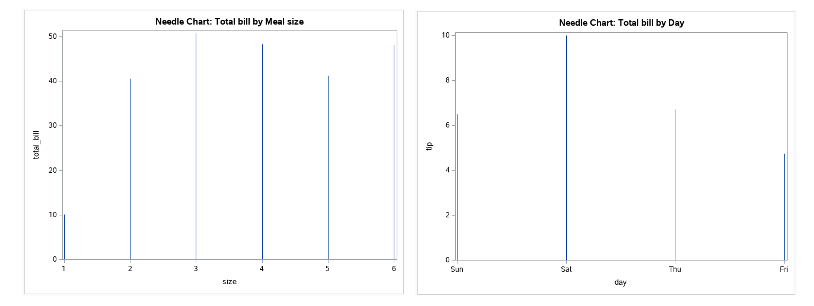 Needle Chart: Total bill by Meal size
50
40
30
20
10
0
total_bill
1 2 3 4 5 6
size
Needle Chart: Total bill by Day
10
8
6
4
2
0
tip
Sun Sat Thu Fri
day